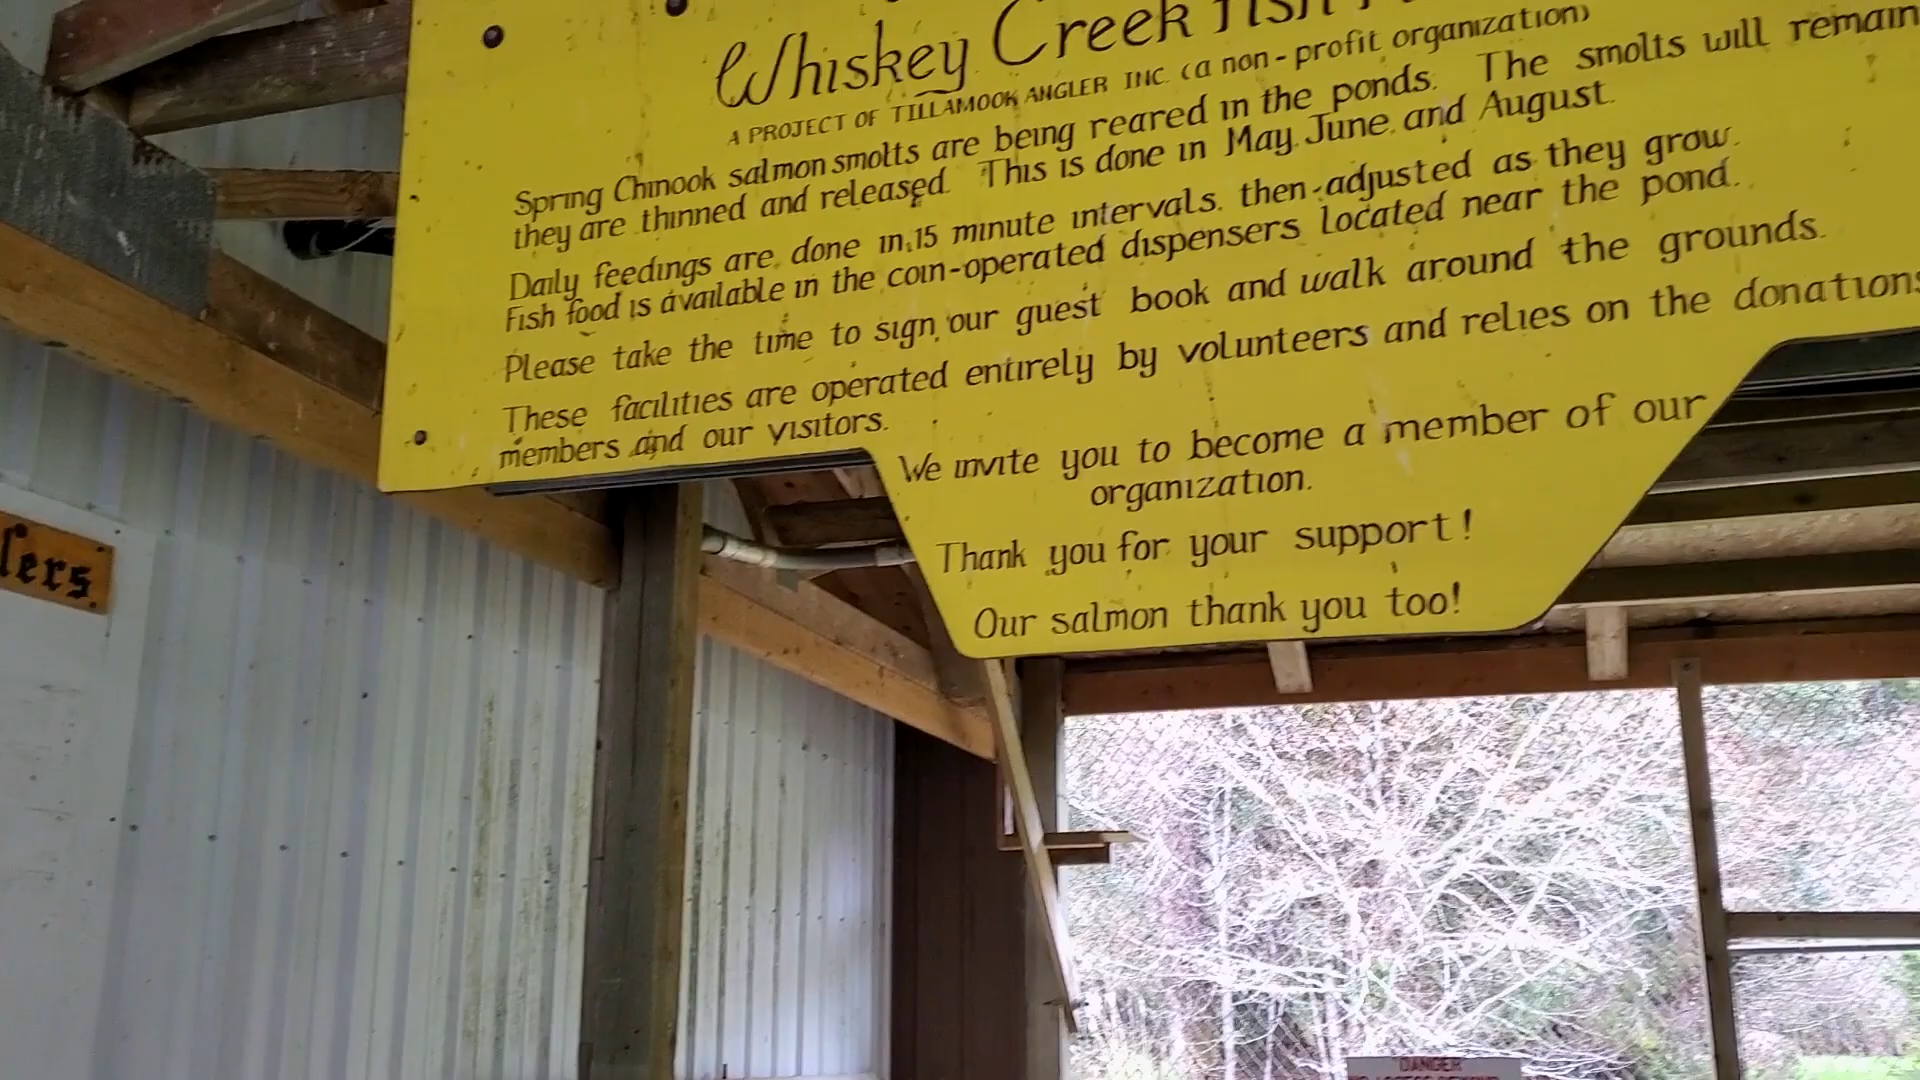 Whiskey Creek Fish
A PROJECT OF TILLAMOOK ANGLER INC. (a non-profit organization)
Spring Chinook salmon smolts are being reared in the ponds. The smolts will remain
they are thinned and released. This is done in May, June, and August.
Daily feedings are done in 15 minute intervals, then adjusted as they grow.
Fish food is available in the coin-operated dispensers located near the pond.
Please take the time to sign our guest book and walk around the grounds.
These facilities are operated entirely by volunteers and relies on the donations
members and our visitors.
We invite you to become a member of our
organization.
Thank you for your support!
Our salmon thank you too!
lers
DANGER